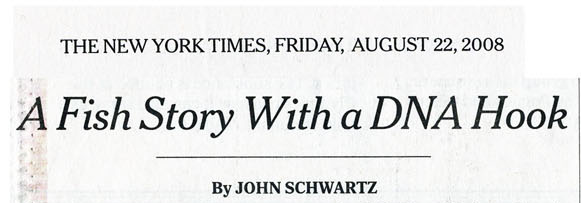 THE NEW YORK TIMES, FRIDAY, AUGUST 22, 2008
A Fish Story With a DNA Hook
By JOHN SCHWARTZ